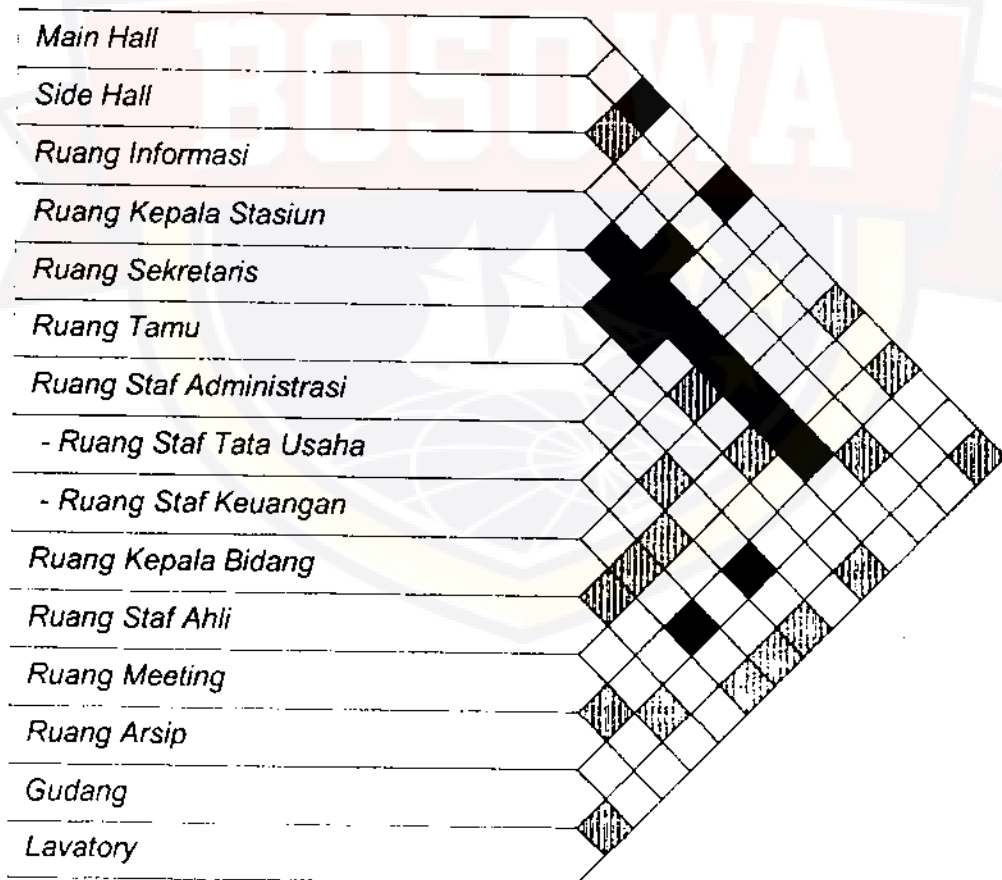 BOSOWA
Main Hall
Side Hall
Ruang Informasi
Ruang Kepala Stasiun
Ruang Sekretaris
Ruang Tamu
Ruang Staf Administrasi
- Ruang Staf Tata Usaha
- Ruang Staf Keuangan
Ruang Kepala Bidang
Ruang Staf Ahli
Ruang Meeting
Ruang Arsip
Gudang
Lavatory